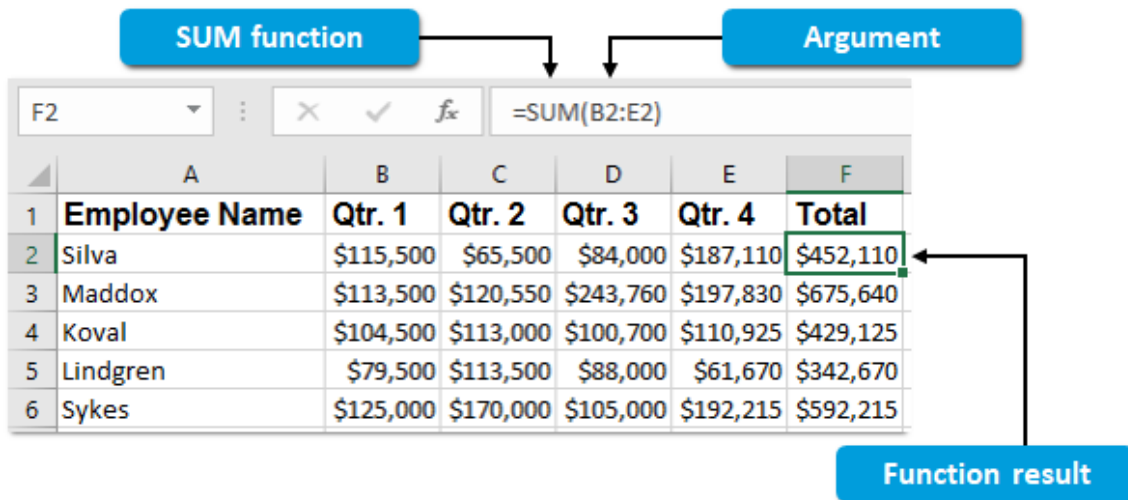 SUM function
Argument
F2 fx =SUM(B2:E2)
A B C D E F
1 Employee Name Qtr. 1 Qtr. 2 Qtr. 3 Qtr. 4 Total
2 Silva $115,500 $65,500 $84,000 $187,110 $452,110
3 Maddox $113,500 $120,550 $243,760 $197,830 $675,640
4 Koval $104,500 $113,000 $100,700 $110,925 $429,125
5 Lindgren $79,500 $113,500 $88,000 $61,670 $342,670
6 Sykes $125,000 $170,000 $105,000 $192,215 $592,215
Function result